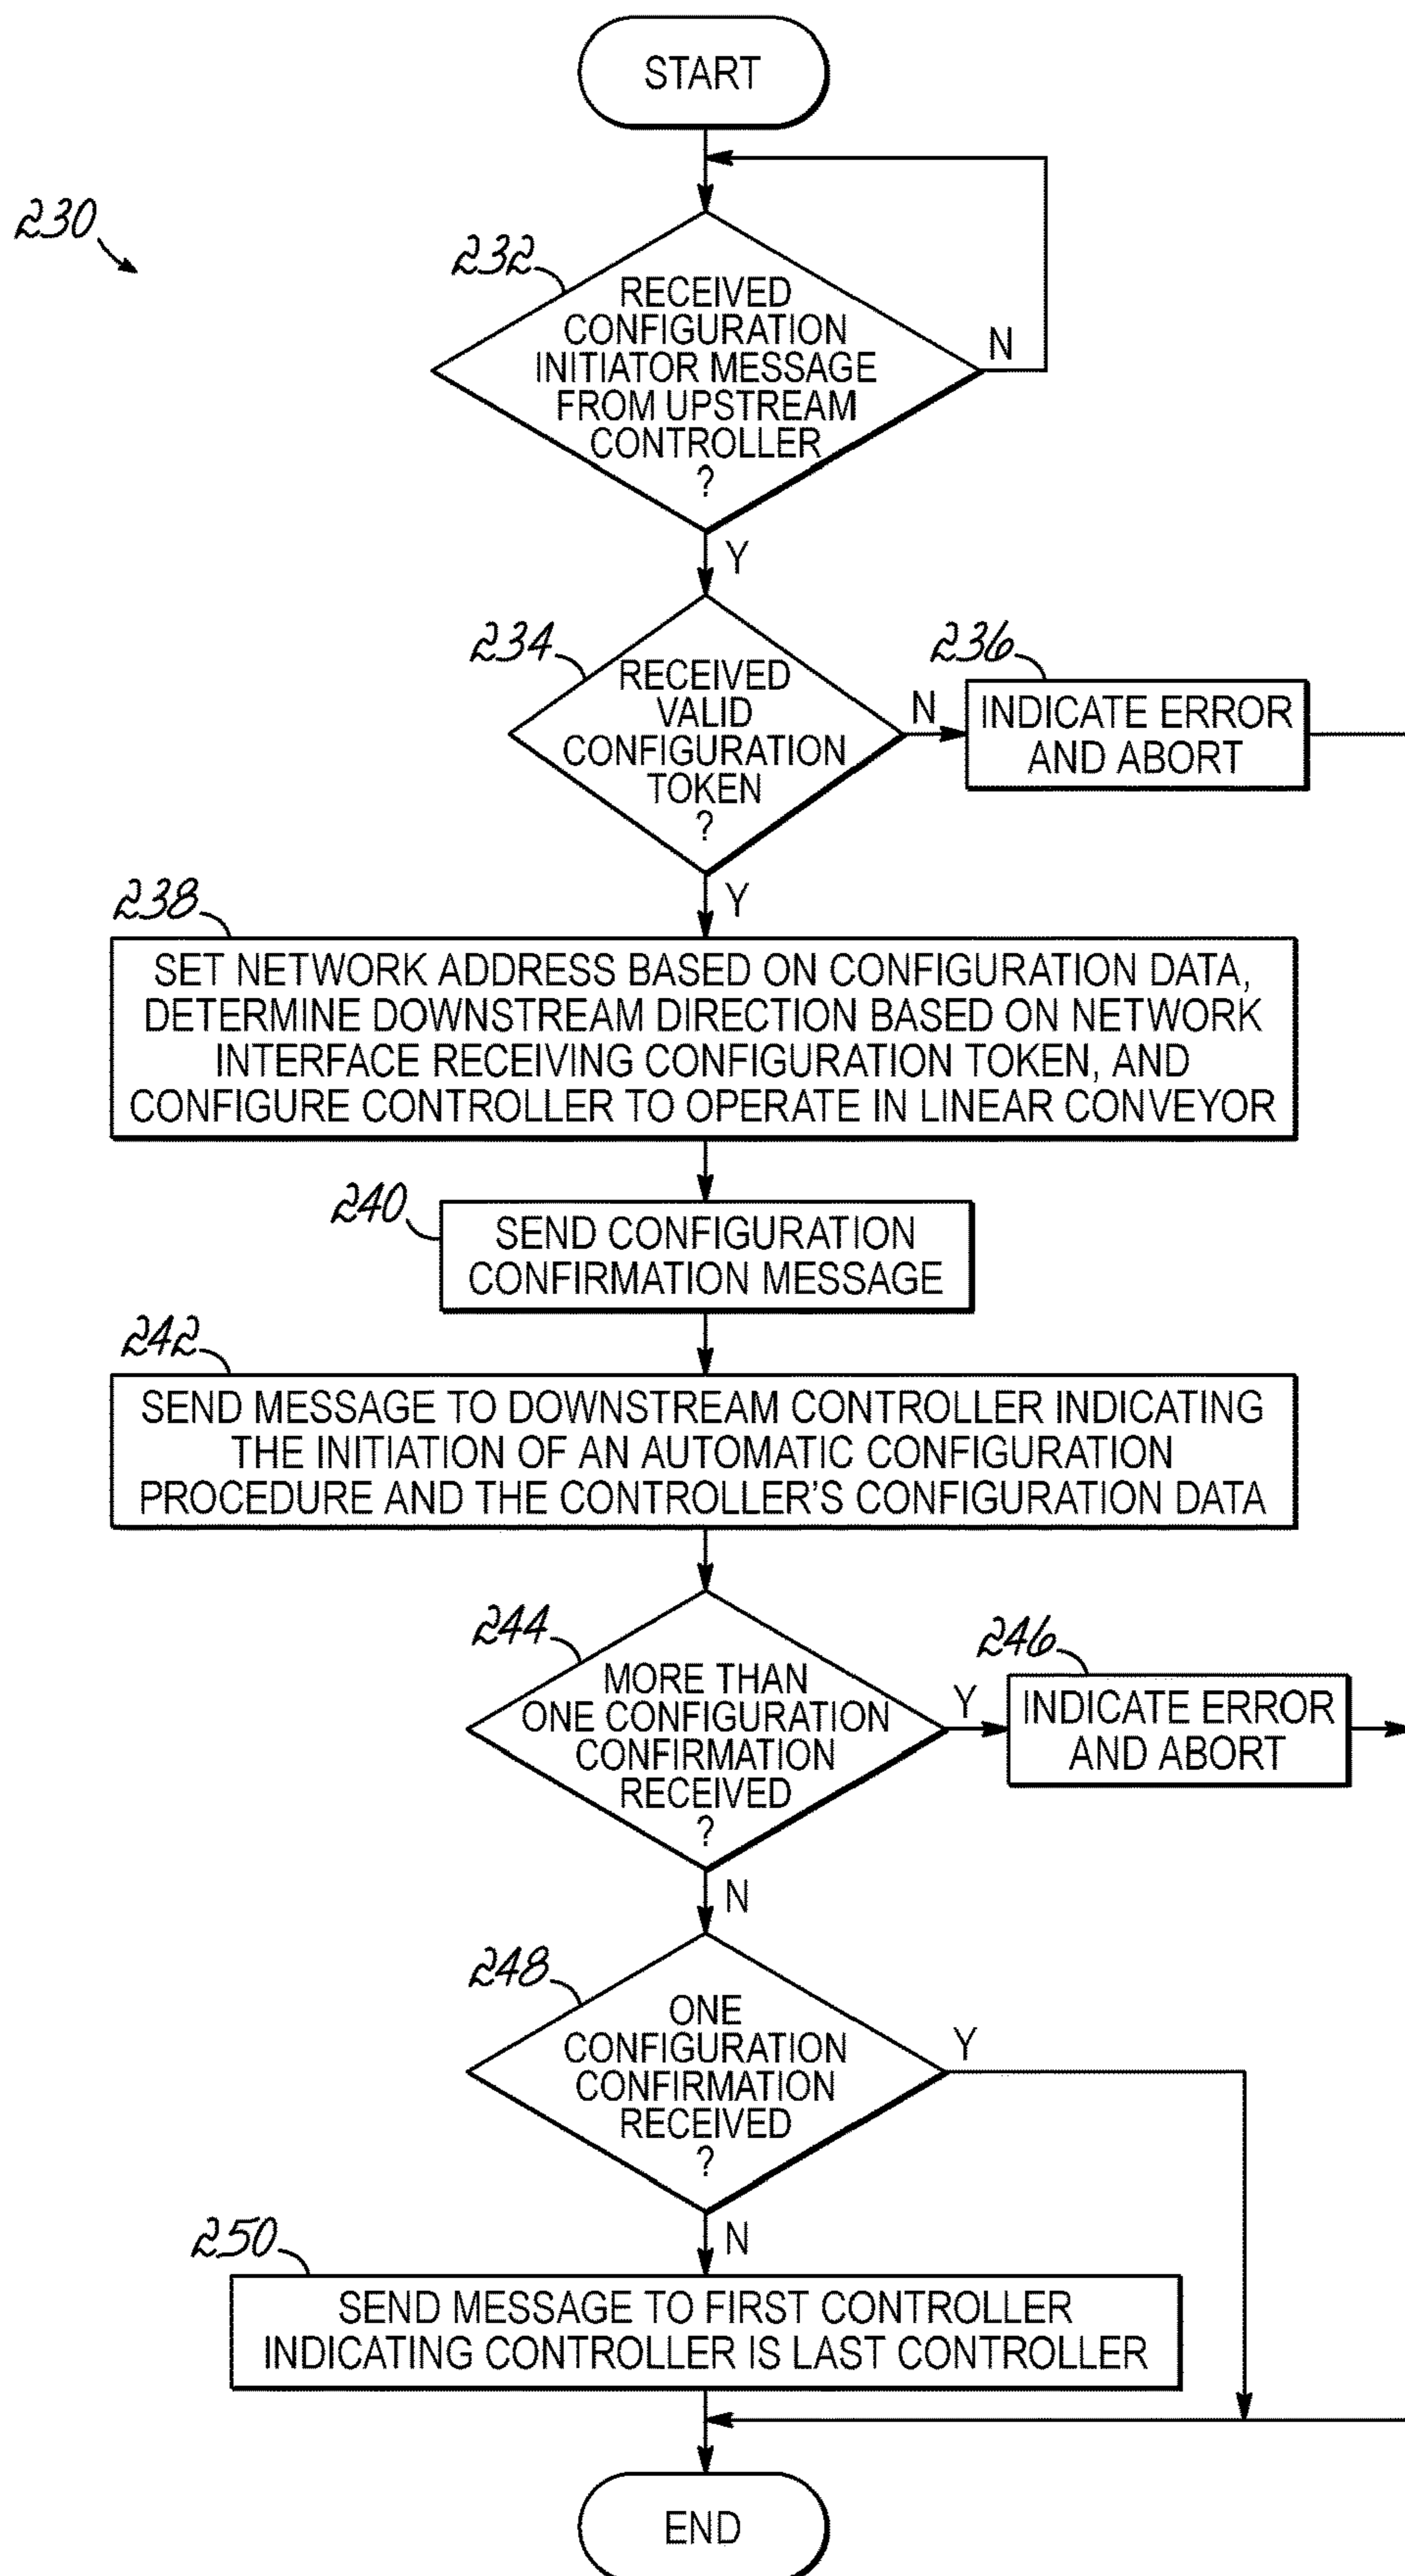 START
230
232
RECEIVED
CONFIGURATION
INITIATOR MESSAGE
FROM UPSTREAM
CONTROLLER
?
N
Y
234
RECEIVED
VALID
CONFIGURATION
TOKEN
?
N
236
INDICATE ERROR
AND ABORT
Y
238
SET NETWORK ADDRESS BASED ON CONFIGURATION DATA,
DETERMINE DOWNSTREAM DIRECTION BASED ON NETWORK
INTERFACE RECEIVING CONFIGURATION TOKEN, AND
CONFIGURE CONTROLLER TO OPERATE IN LINEAR CONVEYOR
240
SEND CONFIGURATION
CONFIRMATION MESSAGE
242
SEND MESSAGE TO DOWNSTREAM CONTROLLER INDICATING
THE INITIATION OF AN AUTOMATIC CONFIGURATION
PROCEDURE AND THE CONTROLLER'S CONFIGURATION DATA
244
MORE THAN
ONE CONFIGURATION
CONFIRMATION
RECEIVED
?
Y
246
INDICATE ERROR
AND ABORT
N
248
ONE
CONFIGURATION
CONFIRMATION
RECEIVED
?
Y
N
250
SEND MESSAGE TO FIRST CONTROLLER
INDICATING CONTROLLER IS LAST CONTROLLER
END